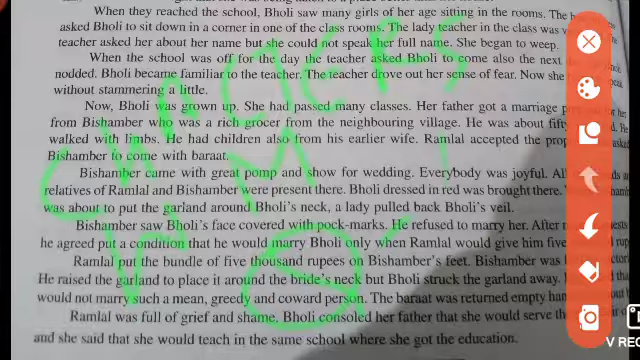 When they reached the school, Bholi saw many girls of her age sitting in the rooms. The
asked Bholi to sit down in a corner in one of the class rooms. The lady teacher in the class was
teacher asked her about her name but she could not speak her full name. She began to weep.
When the school was off for the day the teacher asked Bholi to come also the next
nodded. Bholi became familiar to the teacher. The teacher drove out her sense of fear. Now she
without stammering a little.
Now, Bholi was grown up. She had passed many classes. Her father got a marriage
from Bishamber who was a rich grocer from the neighbouring village. He was about
walked with limbs. He had children also from his earlier wife. Ramlal accepted the
Bishamber to come with baraat.
Bishamber came with great pomp and show for wedding. Everybody was joyful.
relatives of Ramlal and Bishamber were present there. Bholi dressed in red was brought there.
was about to put the garland around Bholi's neck, a lady pulled back Bholi's veil.
Bishamber saw Bholi's face covered with pock-marks. He refused to marry her. After
he agreed put a condition that he would marry Bholi only when Ramlal would give him five
Ramlal put the bundle of five thousand rupees on Bishamber's feet. Bishamber was
He raised the garland to place it around the bride's neck but Bholi struck the garland away.
would not marry such a mean, greedy and coward person. The baraat was returned empty
Ramlal was full of grief and shame. Bholi consoled her father that she would serve
and she said that she would teach in the same school where she got the education.